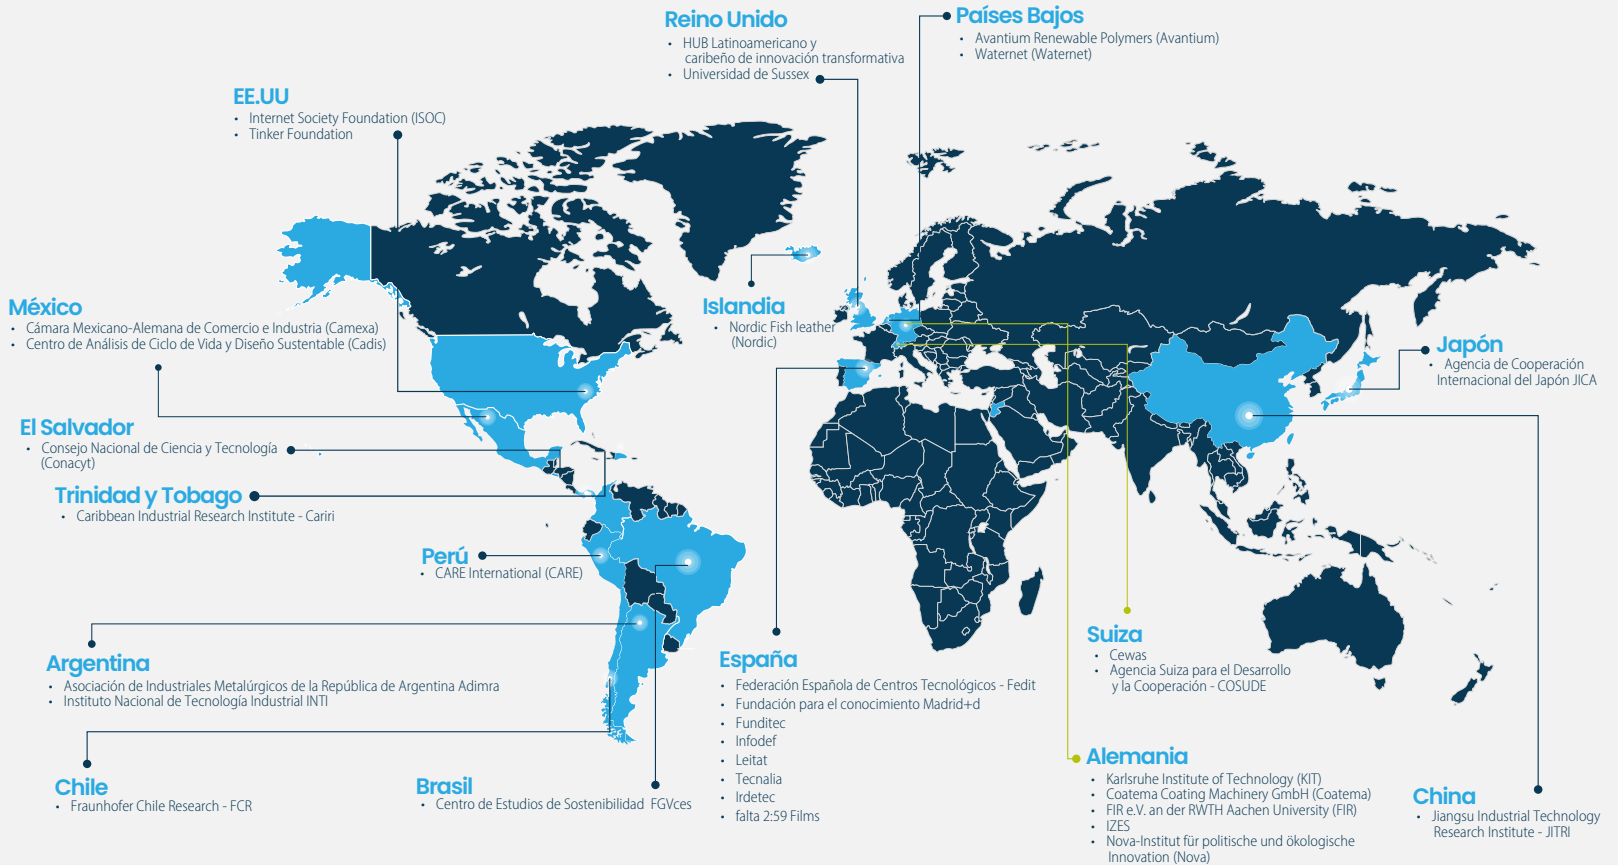 Reino Unido
• HUB Latinoamericano y
caribeño de innovación transformativa
• Universidad de Sussex
Países Bajos
• Avantium Renewable Polymers (Avantium)
• Waternet (Waternet)
EE.UU
• Internet Society Foundation (ISOC)
• Tinker Foundation
México
• Cámara Mexicano-Alemana de Comercio e Industria (Camexa)
• Centro de Análisis de Ciclo de Vida y Diseño Sustentable (Cadis)
Islandia
• Nordic Fish leather
(Nordic)
Japón
• Agencia de Cooperación
Internacional del Japón JICA
El Salvador
• Consejo Nacional de Ciencia y Tecnología
(Conacyt)
Trinidad y Tobago
• Caribbean Industrial Research Institute - Cariri
Perú
• CARE International (CARE)
Argentina
• Asociación de Industriales Metalúrgicos de la República de Argentina Adimra
• Instituto Nacional de Tecnología Industrial INTI
Chile
• Fraunhofer Chile Research - FCR
Brasil
• Centro de Estudios de Sostenibilidad FGVces
España
• Federación Española de Centros Tecnológicos - Fedit
• Fundación para el conocimiento Madrid+d
• Funditec
• Infodef
• Leitat
• Tecnalia
• Irdetec
• falta 2:59 Films
Suiza
• Cewas
• Agencia Suiza para el Desarrollo
y la Cooperación - COSUDE
Alemania
• Karlsruhe Institute of Technology (KIT)
• Coatema Coating Machinery GmbH (Coatema)
• FIR e.V. an der RWTH Aachen University (FIR)
• IZES
• Nova-Institut für politische und ökologische
Innovation (Nova)
China
• Jiangsu Industrial Technology
Research Institute - JITRI